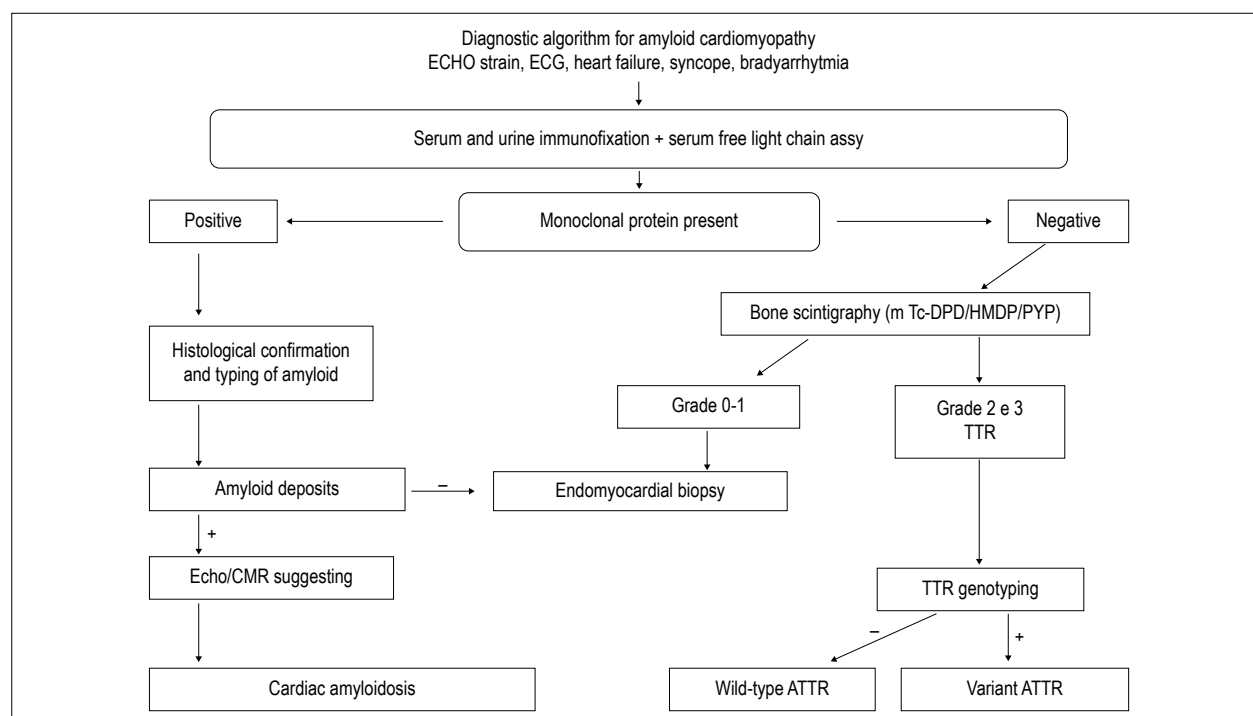 Diagnostic algorithm for amyloid cardiomyopathy
ECHO strain, ECG, heart failure, syncope, bradyarrhytmia
Serum and urine immunofixation + serum free light chain assy
Positive
Monoclonal protein present
Negative
Bone scintigraphy (m Tc-DPD/HMDP/PYP)
Histological confirmation
and typing of amyloid
Grade 0-1
Grade 2 e 3
TTR
Amyloid deposits
–
Endomyocardial biopsy
+
Echo/CMR suggesting
TTR genotyping
–
+
Cardiac amyloidosis
Wild-type ATTR
Variant ATTR